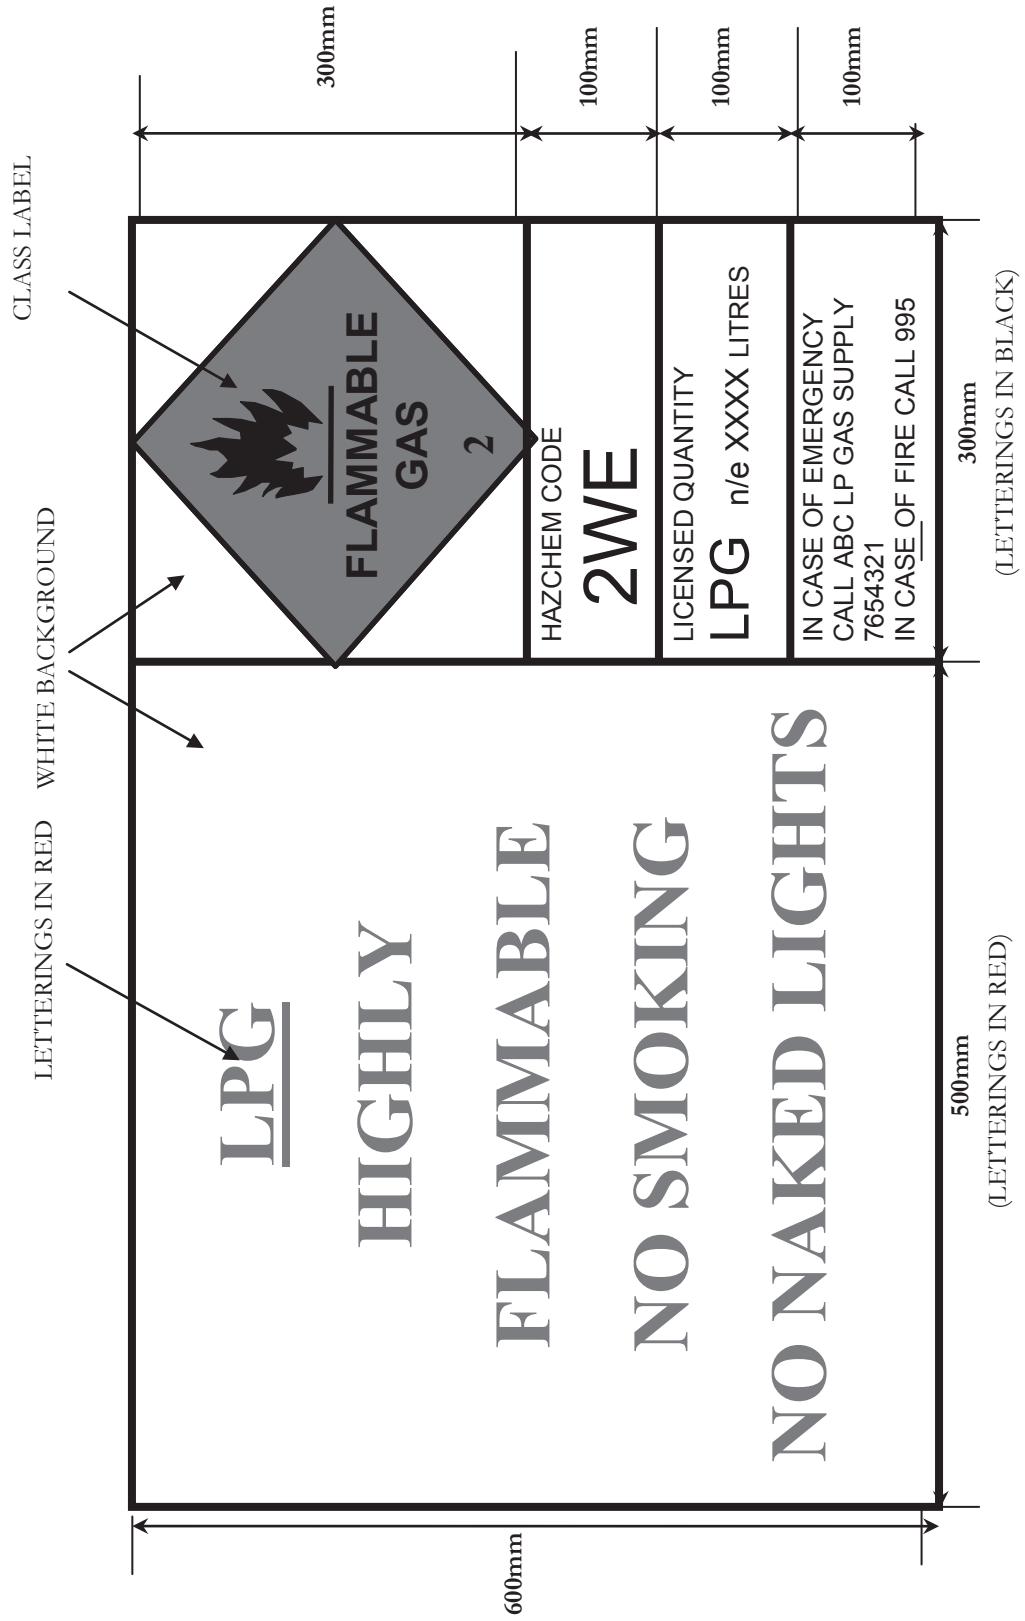 CLASS LABEL
WHITE BACKGROUND
LETTERINGS IN RED
LPG
HIGHLY
FLAMMABLE
NO SMOKING
NO NAKED LIGHTS
FLAMMABLE
GAS
2
HAZCHEM CODE
2WE
LICENSED QUANTITY
LPG n/e XXXX LITRES
IN CASE OF EMERGENCY
CALL ABC LP GAS SUPPLY
7654321
IN CASE OF FIRE CALL 995
600mm
300mm
100mm
100mm
100mm
500mm
(LETTERINGS IN RED)
300mm
(LETTERINGS IN BLACK)